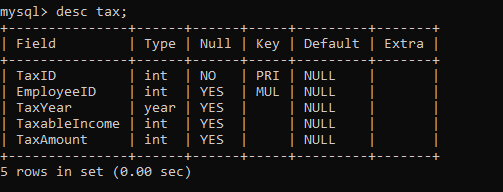 mysql> desc tax;
+---------------+------+------+-----+---------+-------+
| Field         | Type | Null | Key | Default | Extra |
+---------------+------+------+-----+---------+-------+
| TaxID         | int  | NO   | PRI | NULL    |       |
| EmployeeID    | int  | YES  | MUL | NULL    |       |
| TaxYear       | year | YES  |     | NULL    |       |
| TaxableIncome | int  | YES  |     | NULL    |       |
| TaxAmount     | int  | YES  |     | NULL    |       |
+---------------+------+------+-----+---------+-------+
5 rows in set (0.00 sec)